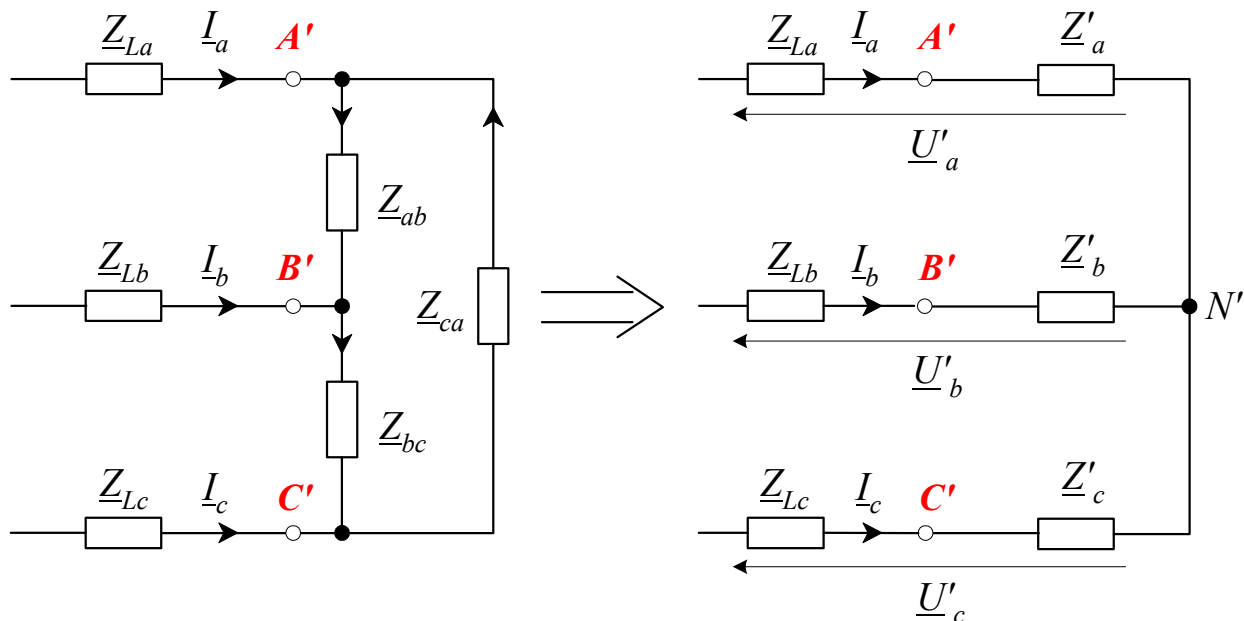 Z_La I_a A' Z_La I_a A' Z'_a
U'_a
Z_ab
Z_Lb I_b B' Z_Lb I_b B' Z'_b
Z_ca N'
U'_b
Z_bc
Z_Lc I_c C' Z_Lc I_c C' Z'_c
U'_c